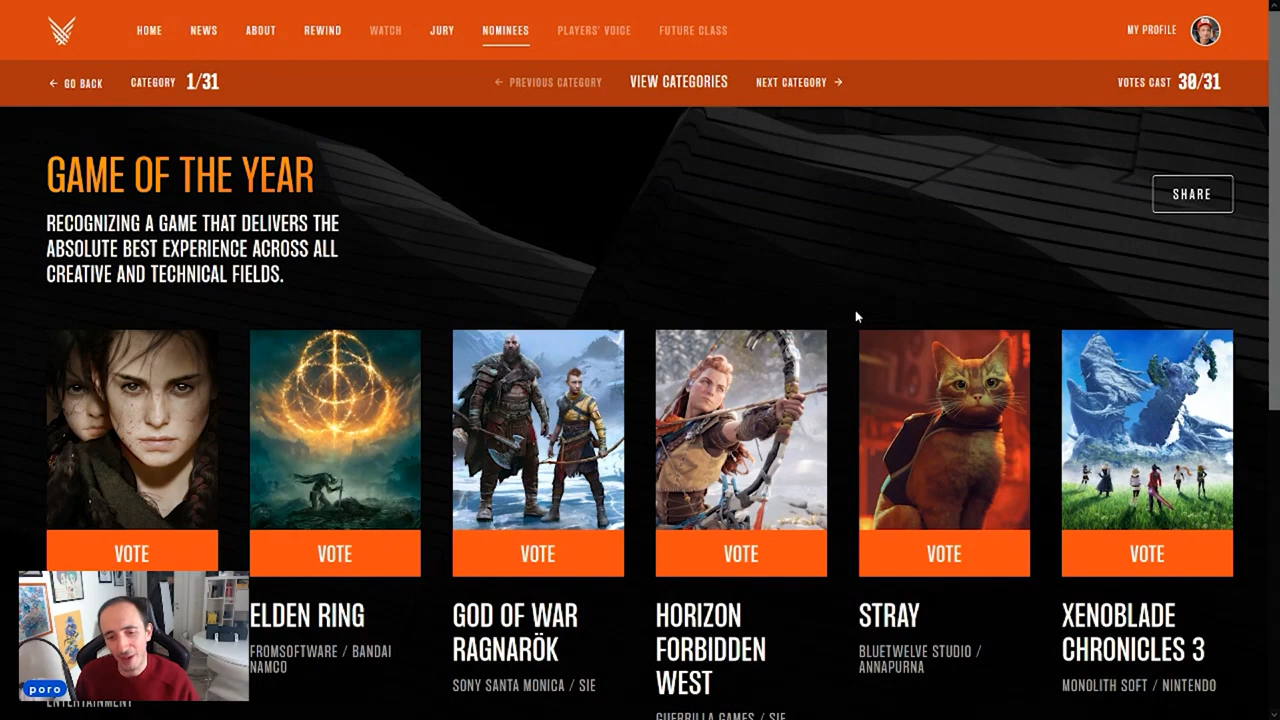 HOME NEWS ABOUT REWIND WATCH JURY NOMINEES PLAYERS' VOICE FUTURE CLASS MY PROFILE
← GO BACK CATEGORY 1/31 ← PREVIOUS CATEGORY VIEW CATEGORIES NEXT CATEGORY → VOTES CAST 30/31
GAME OF THE YEAR
SHARE
RECOGNIZING A GAME THAT DELIVERS THE
ABSOLUTE BEST EXPERIENCE ACROSS ALL
CREATIVE AND TECHNICAL FIELDS.
VOTE VOTE VOTE VOTE VOTE VOTE
ELDEN RING
FROMSOFTWARE / BANDAI
NAMCO
GOD OF WAR
RAGNARÖK
SONY SANTA MONICA / SIE
HORIZON
FORBIDDEN
WEST
GUERRILLA GAMES / SIE
STRAY
BLUETWELVE STUDIO /
ANNAPURNA
XENOBLADE
CHRONICLES 3
MONOLITH SOFT / NINTENDO
poro
ENTERTAINMENT